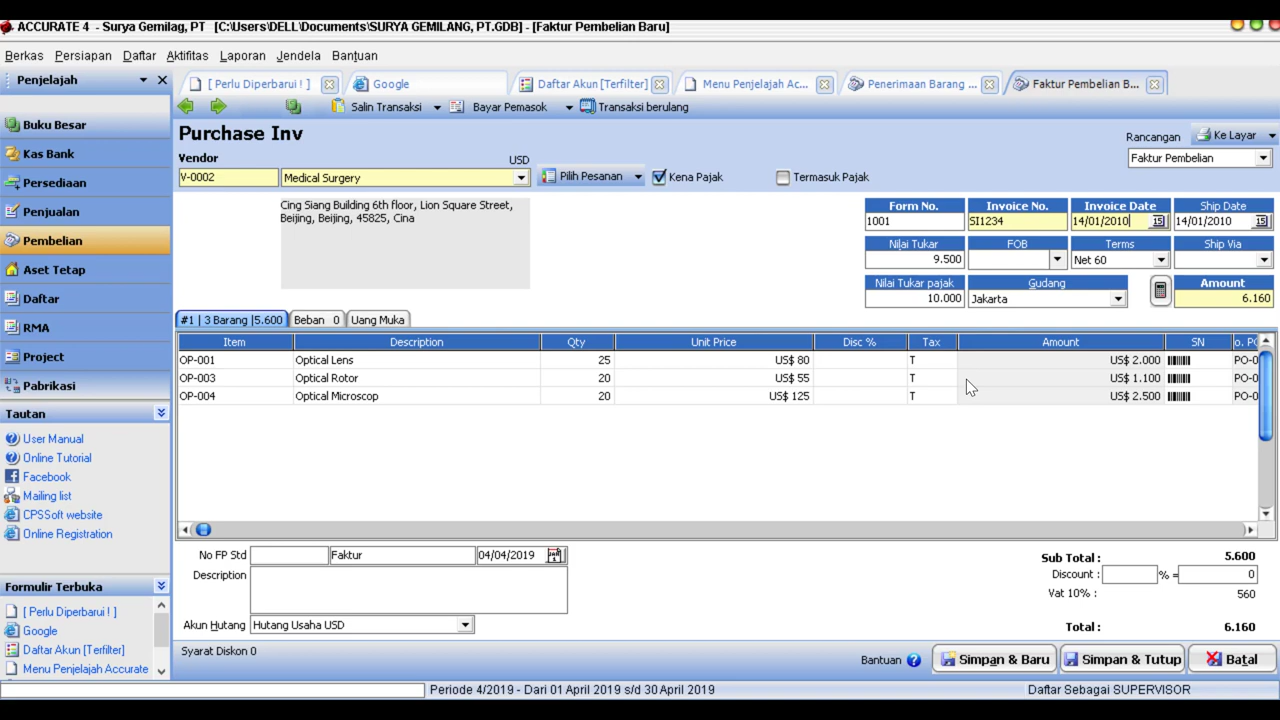 ACCURATE 4 - Surya Gemilag, PT [C:\Users\DELL\Documents\SURYA GEMILANG, PT.GDB] - [Faktur Pembelian Baru]
Berkas Persiapan Daftar Aktifitas Laporan Jendela Bantuan
Penjelajah
[ Perlu Diperbarui ! ] Google Daftar Akun [Terfilter] Menu Penjelajah Ac... Penerimaan Barang ... Faktur Pembelian B...
Salin Transaksi Bayar Pemasok Transaksi berulang
Buku Besar
Kas Bank
Persediaan
Penjualan
Pembelian
Aset Tetap
Daftar
RMA
Project
Pabrikasi
Tautan
User Manual
Online Tutorial
Facebook
Mailing list
CPSSoft website
Online Registration
Formulir Terbuka
[ Perlu Diperbarui ! ]
Google
Daftar Akun [Terfilter]
Menu Penjelajah Accurate
Purchase Inv
Rancangan Ke Layar
Faktur Pembelian
Vendor USD
V-0002 Medical Surgery Pilih Pesanan Kena Pajak Termasuk Pajak
Cing Siang Building 6th floor, Lion Square Street,
Beijing, Beijing, 45825, Cina
Form No. Invoice No. Invoice Date Ship Date
1001 SI1234 14/01/2010 15 14/01/2010 15
Nilai Tukar FOB Terms Ship Via
9.500 Net 60
Nilai Tukar pajak Gudang Amount
10.000 Jakarta 6.160
#1 | 3 Barang |5.600 Beban 0 Uang Muka
Item Description Qty Unit Price Disc % Tax Amount SN
OP-001 Optical Lens 25 US$ 80 T US$ 2.000 PO-0
OP-003 Optical Rotor 20 US$ 55 T US$ 1.100 PO-0
OP-004 Optical Microscop 20 US$ 125 T US$ 2.500 PO-0
No FP Std Faktur 04/04/2019
Description
Akun Hutang Hutang Usaha USD
Syarat Diskon 0
Sub Total : 5.600
Discount : % = 0
Vat 10% : 560
Total : 6.160
Bantuan Simpan & Baru Simpan & Tutup Batal
Periode 4/2019 - Dari 01 April 2019 s/d 30 April 2019 Daftar Sebagai SUPERVISOR